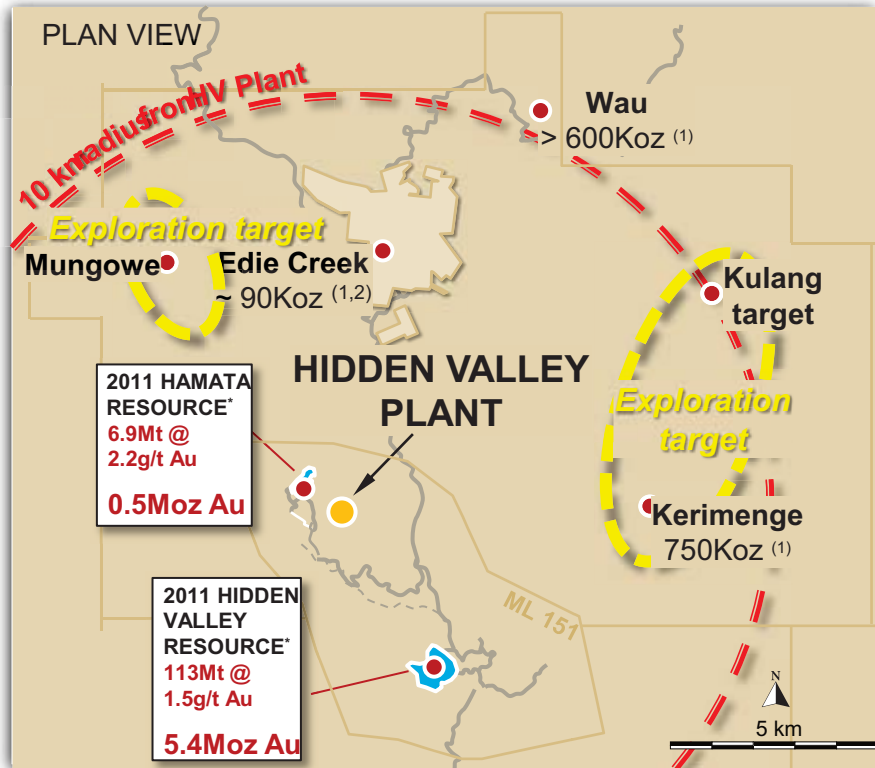 PLAN VIEW
10 km radius from HV Plant
Wau
> 600Koz (1)
Exploration target
Mungowe
Edie Creek
~ 90Koz (1,2)
Kulang
target
2011 HAMATA
RESOURCE*
6.9Mt @
2.2g/t Au
0.5Moz Au
HIDDEN VALLEY
PLANT
Exploration
target
Kerimenge
750Koz (1)
2011 HIDDEN
VALLEY
RESOURCE*
113Mt @
1.5g/t Au
5.4Moz Au
ML 151
N
5 km